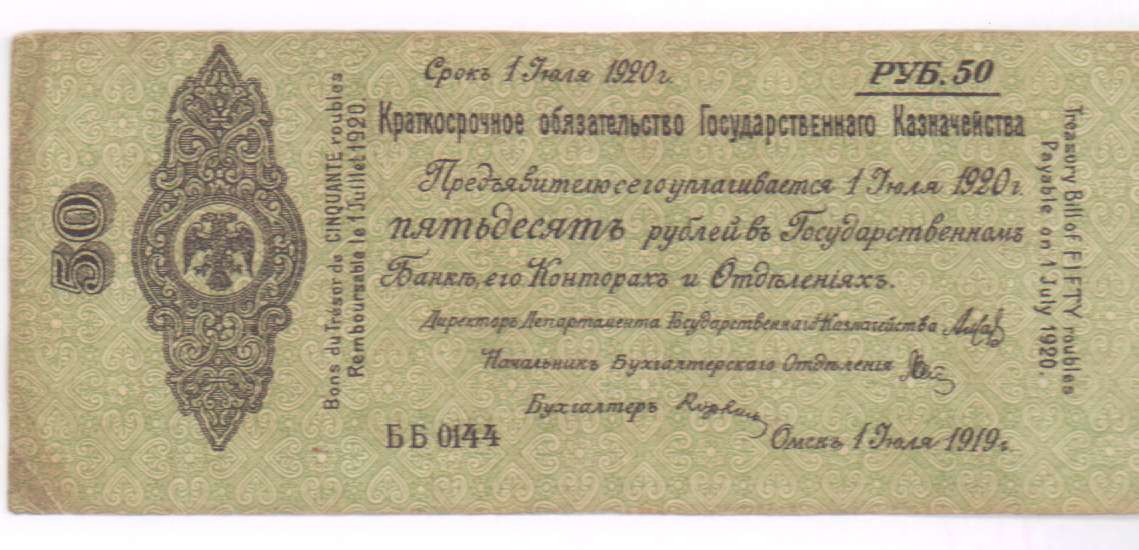 50
Bons du Trésor de CINQUANTE roubles
Remboursable le 1 Juillet 1920.
Срокъ 1 Июля 1920 г.
РУБ. 50
Краткосрочное обязательство Государственнаго Казначейства
Предъявителю сего уплачивается 1 Июля 1920 г.
пятьдесятъ рублей въ Государственномъ
Банкѣ, его Конторахъ и Отдѣленіяхъ.
Директоръ Департамента Государственнаго Казначейства
Начальникъ Бухгалтерскаго Отдѣленія
Бухгалтеръ
ББ 0144
Омскъ 1 Июля 1919 г.
Treasury Bill of FIFTY roubles
Payable on 1 July 1920.